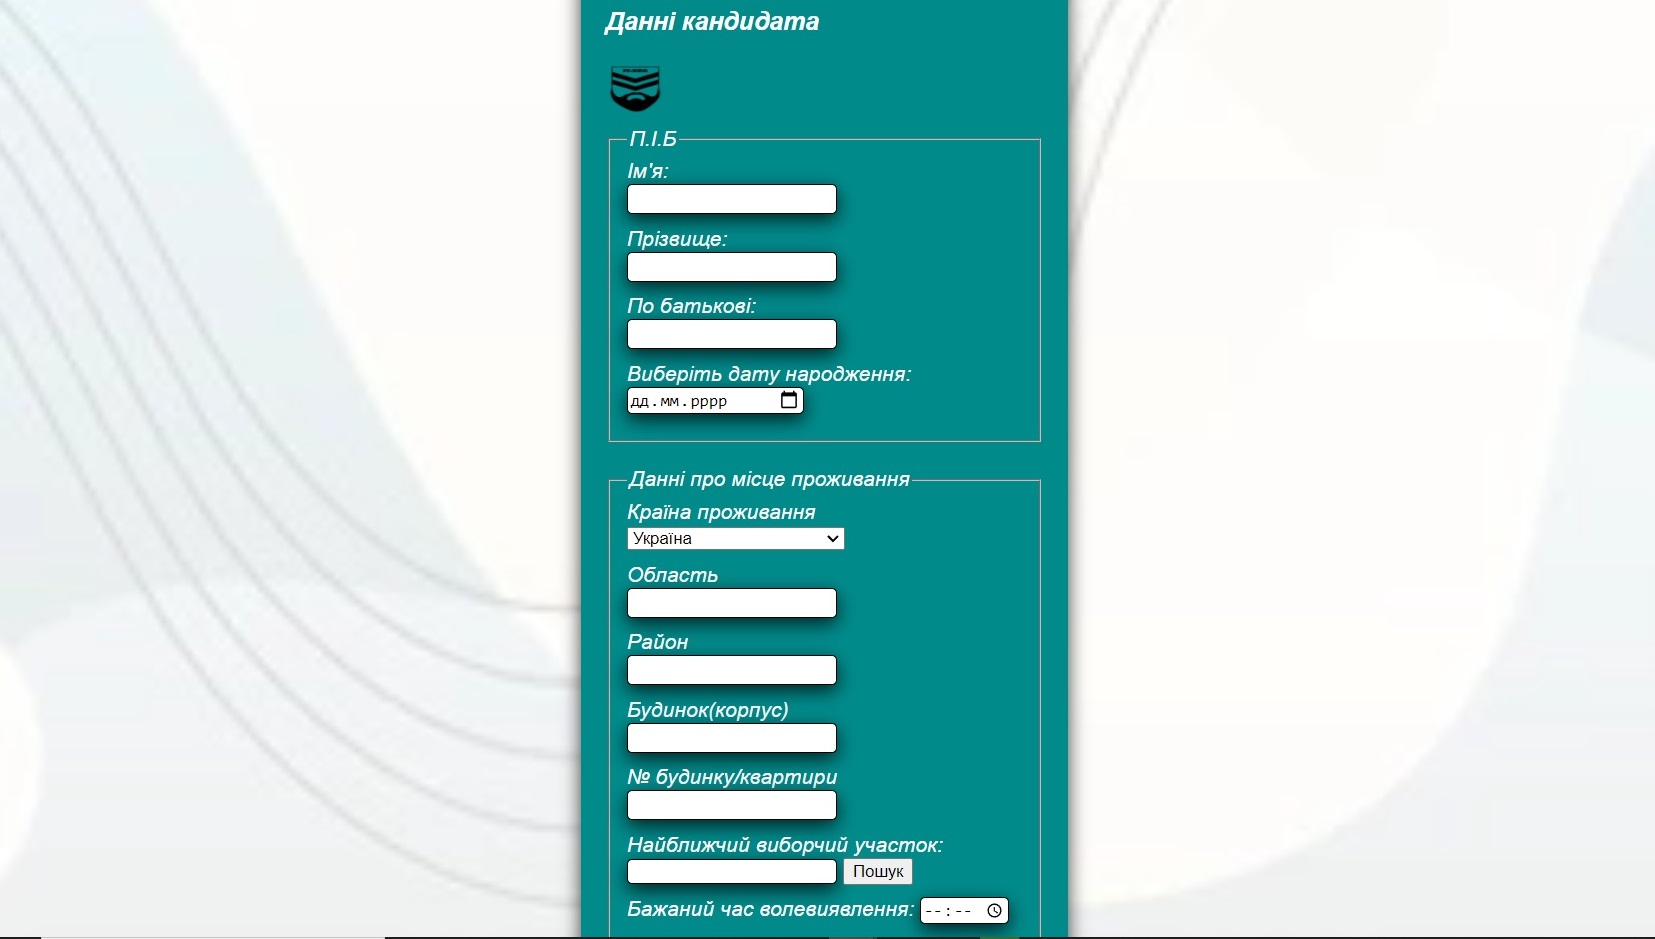 Данні кандидата
П.І.Б
Ім'я:
Прізвище:
По батькові:
Виберіть дату народження:
дд.мм.рррр
Данні про місце проживання
Країна проживання
Україна
Область
Район
Будинок(корпус)
№ будинку/квартири
Найближчий виборчий участок:
Пошук
Бажаний час волевиявлення: --:--